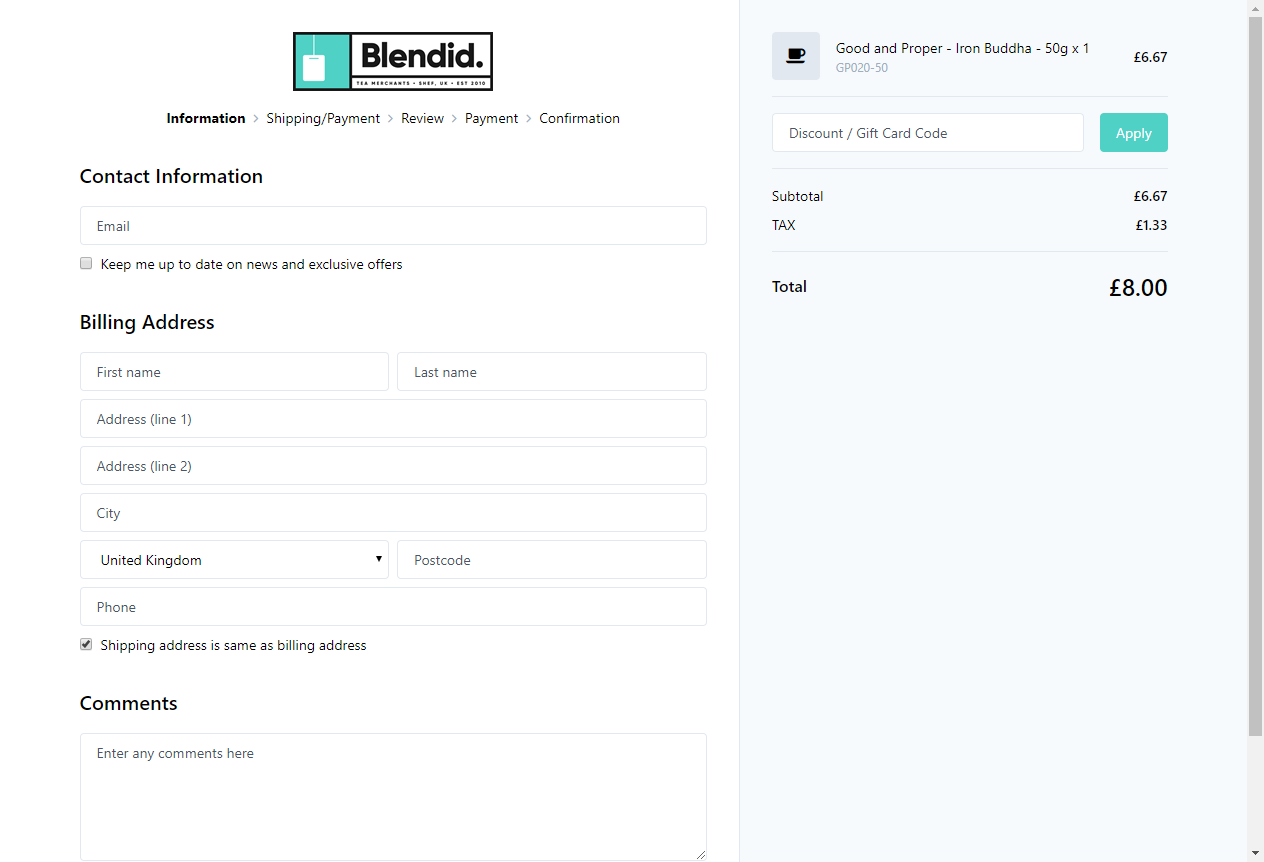 Blendid.
TEA MERCHANTS • SHEF, UK • EST 2010
Information > Shipping/Payment > Review > Payment > Confirmation
Contact Information
Email
Keep me up to date on news and exclusive offers
Billing Address
First name
Last name
Address (line 1)
Address (line 2)
City
United Kingdom
Postcode
Phone
Shipping address is same as billing address
Comments
Enter any comments here
Good and Proper - Iron Buddha - 50g x 1
GP020-50
£6.67
Discount / Gift Card Code
Apply
Subtotal £6.67
TAX £1.33
Total £8.00